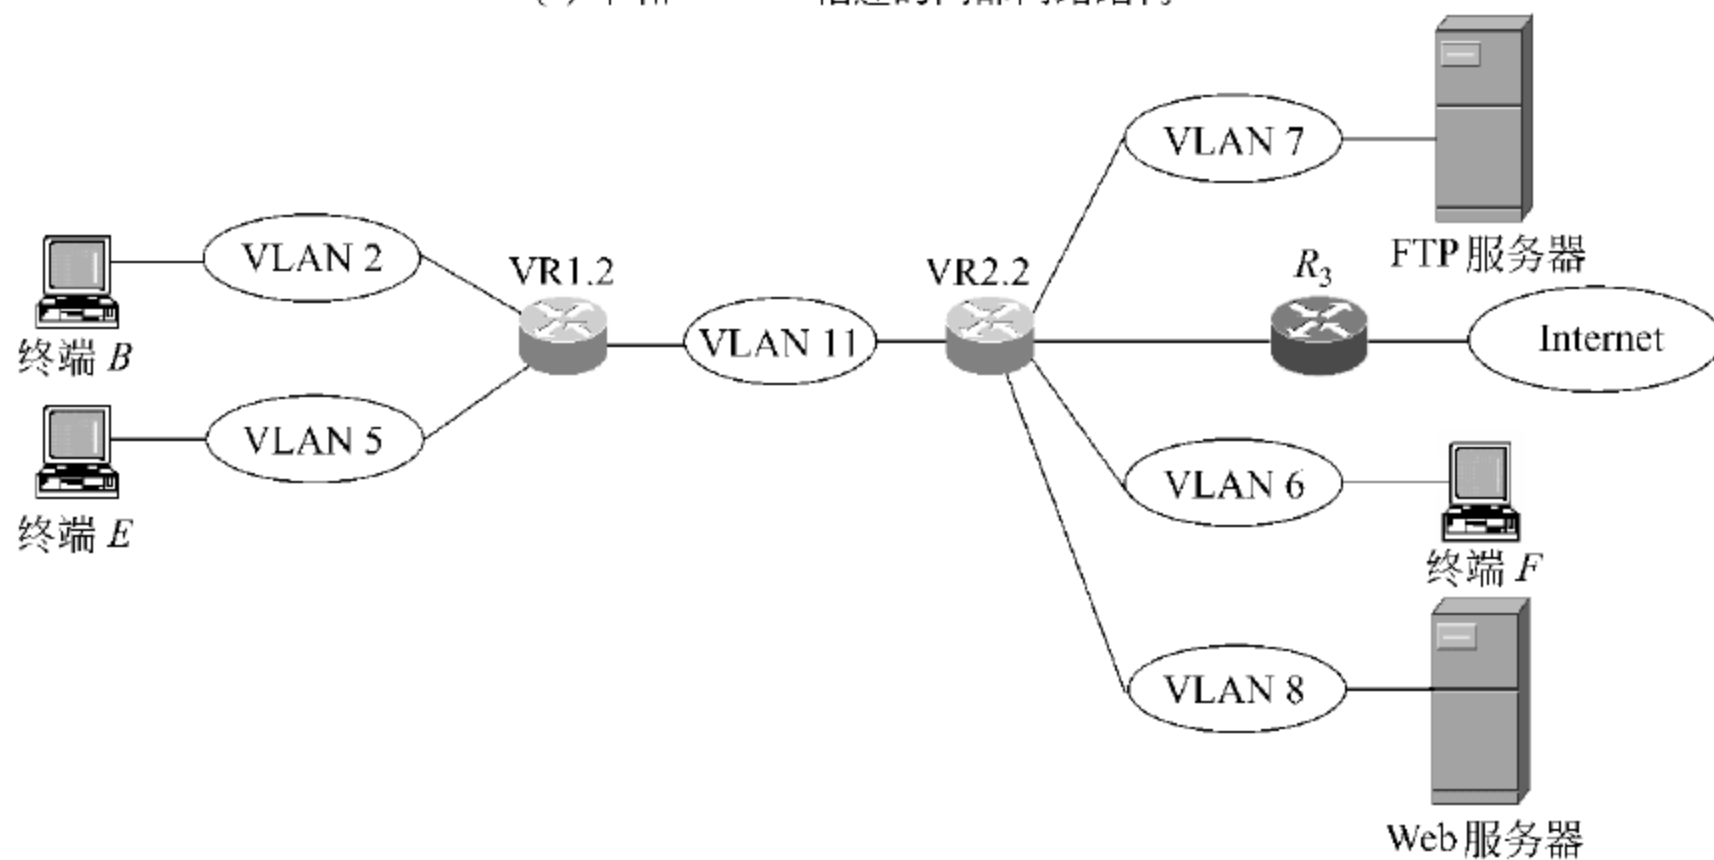 VLAN 7
FTP服务器
VLAN 2
终端 B
VR1.2
VLAN 11
VR2.2
R3
Internet
VLAN 5
终端 E
VLAN 6
终端 F
VLAN 8
Web服务器